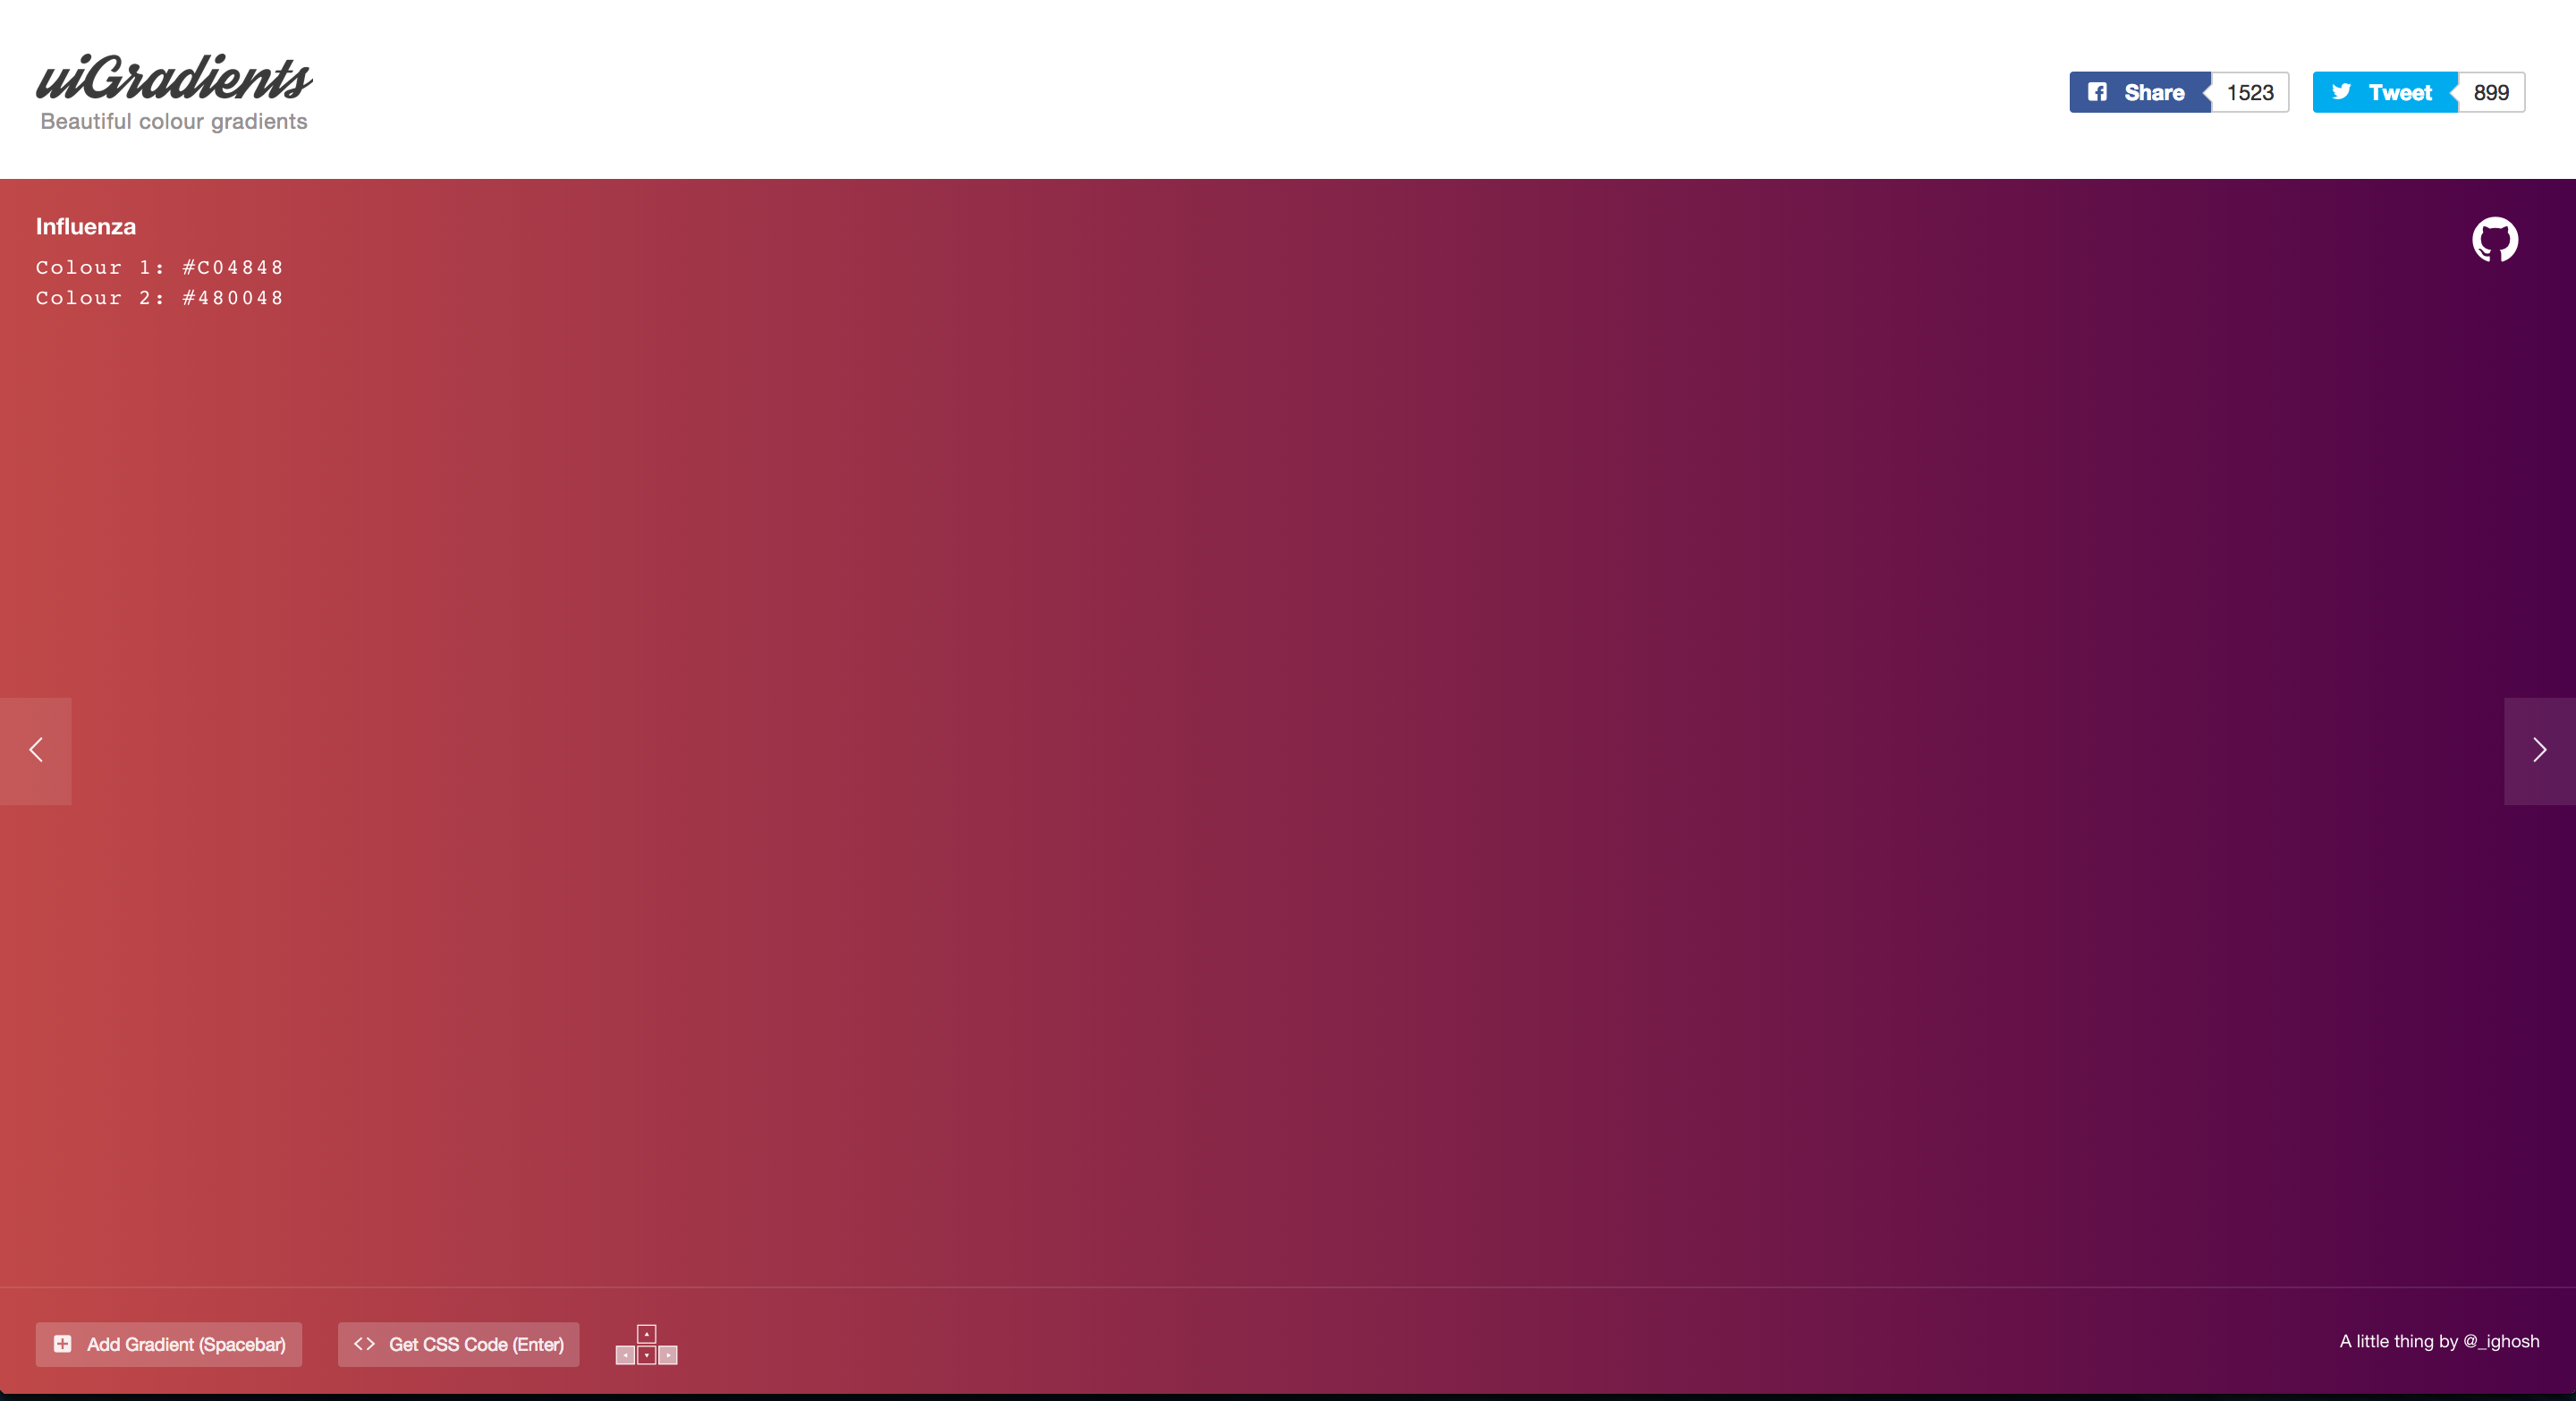 uiGradients
Beautiful colour gradients
Share 1523
Tweet 899
Influenza
Colour 1: #C04848
Colour 2: #480048
Add Gradient (Spacebar)
Get CSS Code (Enter)
A little thing by @_ighosh